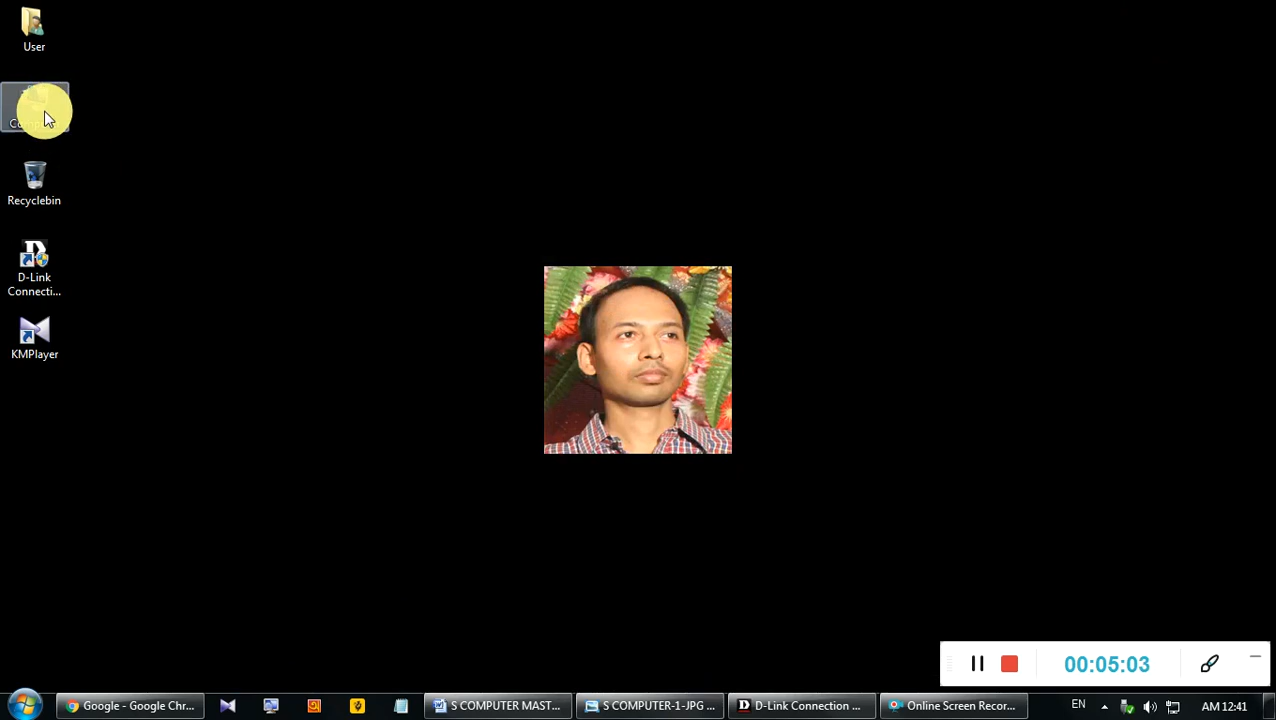 User
Recyclebin
D-Link
Connecti...
KMPlayer
00:05:03
Google - Google Chr...
S COMPUTER MAST...
S COMPUTER-1-JPG ...
D-Link Connection ...
Online Screen Recor...
EN
AM 12:41